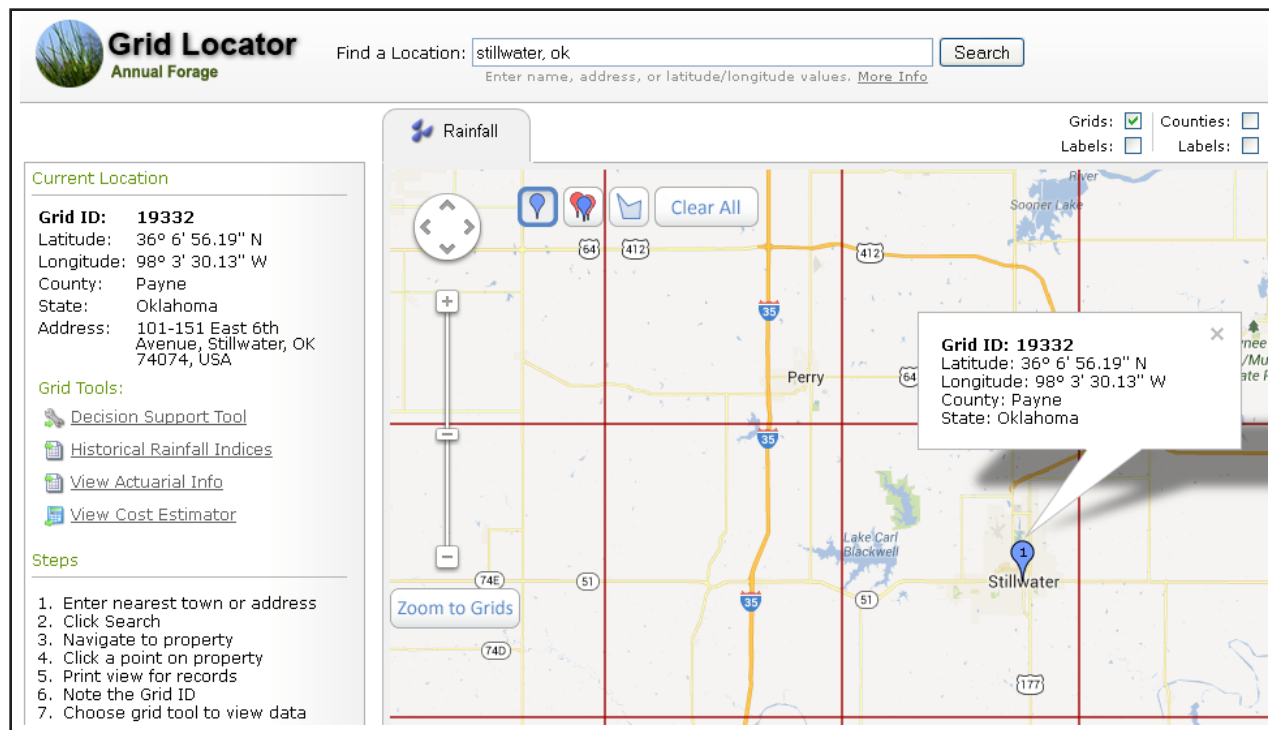 Grid Locator
Annual Forage
Find a Location: stillwater, ok Search
Enter name, address, or latitude/longitude values. More Info
Rainfall
Grids: Counties:
Labels: Labels:
Current Location
Grid ID: 19332
Latitude: 36º 6' 56.19" N
Longitude: 98º 3' 30.13" W
County: Payne
State: Oklahoma
Address: 101-151 East 6th
Avenue, Stillwater, OK
74074, USA
Grid Tools:
Decision Support Tool
Historical Rainfall Indices
View Actuarial Info
View Cost Estimator
Steps
1. Enter nearest town or address
2. Click Search
3. Navigate to property
4. Click a point on property
5. Print view for records
6. Note the Grid ID
7. Choose grid tool to view data
Clear All
River
Sooner Lake
64
412
412
35
Grid ID: 19332
Latitude: 36º 6' 56.19" N
Longitude: 98º 3' 30.13" W
County: Payne
State: Oklahoma
Perry
64
35
Lake Carl
Blackwell
1
Stillwater
74E
51
Zoom to Grids
35
51
74D
177